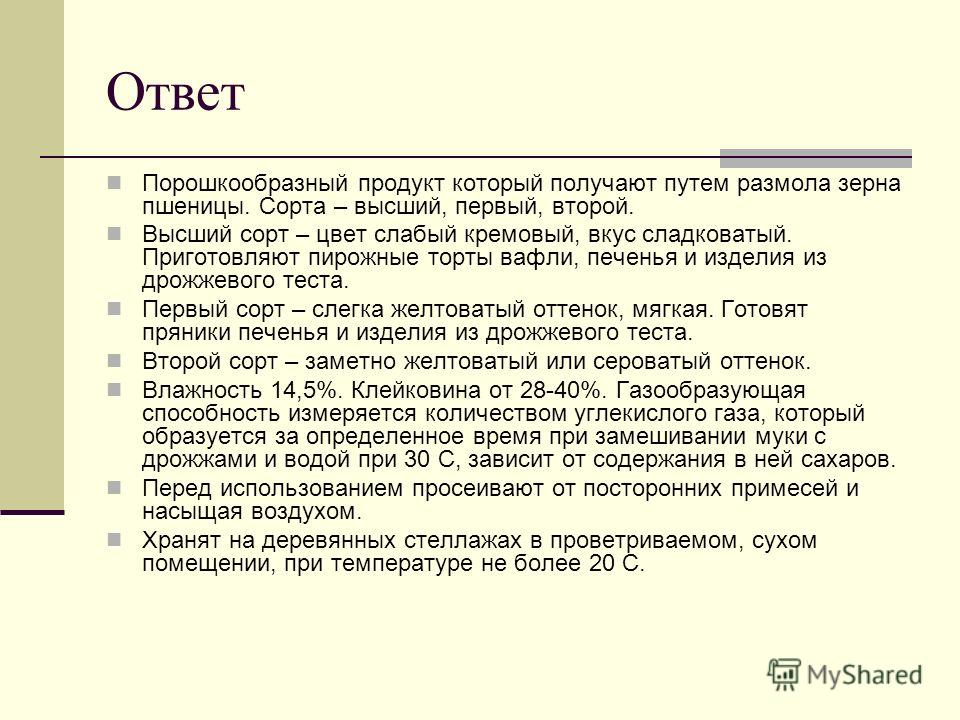 Ответ
Порошкообразный продукт который получают путем размола зерна
пшеницы. Сорта – высший, первый, второй.
Высший сорт – цвет слабый кремовый, вкус сладковатый.
Приготовляют пирожные торты вафли, печенья и изделия из
дрожжевого теста.
Первый сорт – слегка желтоватый оттенок, мягкая. Готовят
пряники печенья и изделия из дрожжевого теста.
Второй сорт – заметно желтоватый или сероватый оттенок.
Влажность 14,5%. Клейковина от 28-40%. Газообразующая
способность измеряется количеством углекислого газа, который
образуется за определенное время при замешивании муки с
дрожжами и водой при 30 С, зависит от содержания в ней сахаров.
Перед использованием просеивают от посторонних примесей и
насыщая воздухом.
Хранят на деревянных стеллажах в проветриваемом, сухом
помещении, при температуре не более 20 С.
MyShared